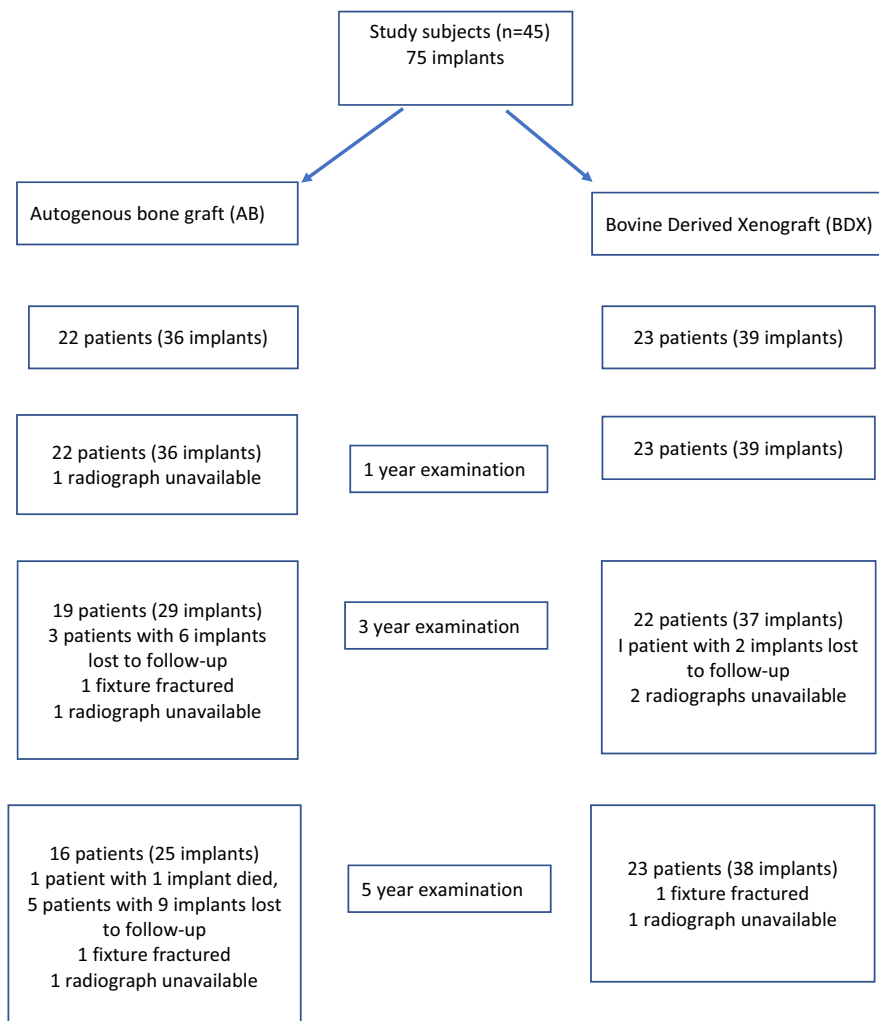 Study subjects (n=45)
75 implants
Autogenous bone graft (AB)
Bovine Derived Xenograft (BDX)
22 patients (36 implants)
23 patients (39 implants)
22 patients (36 implants)
1 radiograph unavailable
1 year examination
23 patients (39 implants)
19 patients (29 implants)
3 patients with 6 implants
lost to follow-up
1 fixture fractured
1 radiograph unavailable
3 year examination
22 patients (37 implants)
I patient with 2 implants lost
to follow-up
2 radiographs unavailable
16 patients (25 implants)
1 patient with 1 implant died,
5 patients with 9 implants lost
to follow-up
1 fixture fractured
1 radiograph unavailable
5 year examination
23 patients (38 implants)
1 fixture fractured
1 radiograph unavailable